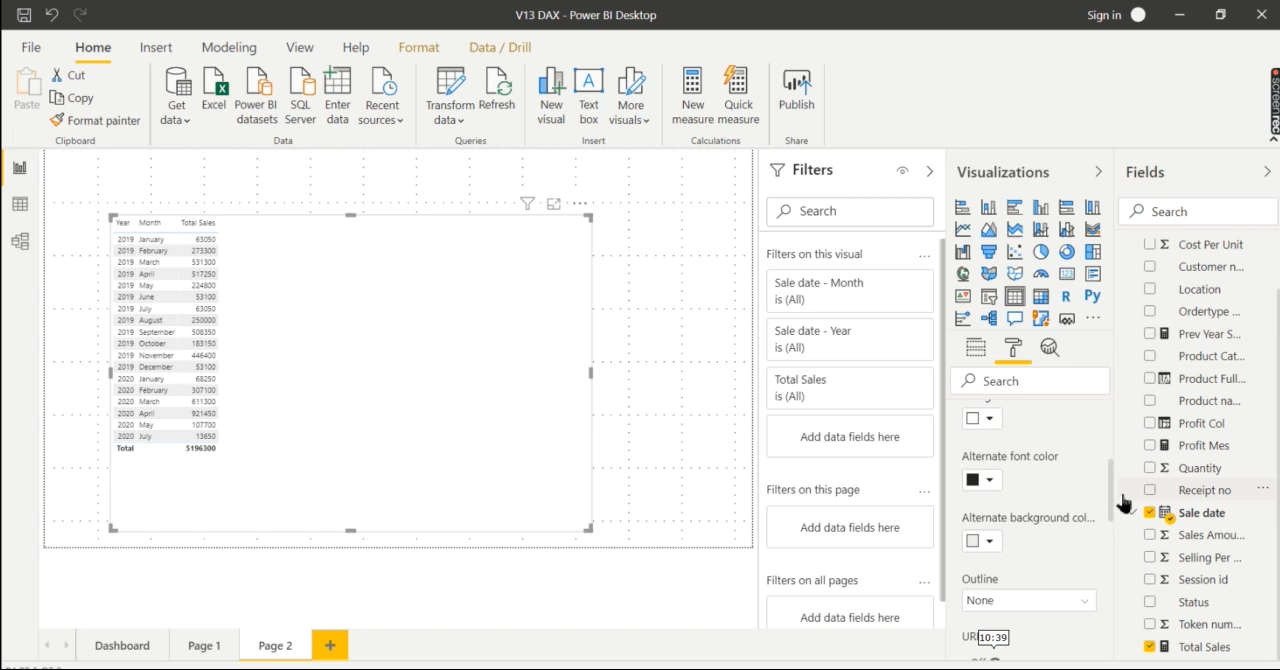 V13 DAX - Power BI Desktop
Sign in
File Home Insert Modeling View Help Format Data / Drill
Paste
Cut
Copy
Format painter
Clipboard
Get data
Excel
Power BI datasets
SQL Server
Enter data
Recent sources
Data
Transform data
Refresh
Queries
New visual
Text box
More visuals
Insert
New measure
Quick measure
Calculations
Publish
Share
screenrec
Year Month Total Sales
2019 January 63050
2019 February 273300
2019 March 531300
2019 April 517250
2019 May 224800
2019 June 53100
2019 July 63050
2019 August 250000
2019 September 508350
2019 October 183150
2019 November 446400
2019 December 53100
2020 January 68250
2020 February 307100
2020 March 611300
2020 April 921450
2020 May 107700
2020 July 13650
Total 5196300
Filters
Search
Filters on this visual ...
Sale date - Month
is (All)
Sale date - Year
is (All)
Total Sales
is (All)
Add data fields here
Filters on this page ...
Add data fields here
Filters on all pages ...
Add data fields here
Visualizations
R Py
Search
Alternate font color
Alternate background col...
Outline
None
10:39
Fields
Search
Cost Per Unit
Customer n...
Location
Ordertype ...
Prev Year S...
Product Cat...
Product Full...
Product na...
Profit Col
Profit Mes
Quantity
Receipt no ...
Sale date
Sales Amou...
Selling Per ...
Session id
Status
Token num...
Total Sales
Dashboard Page 1 Page 2 +